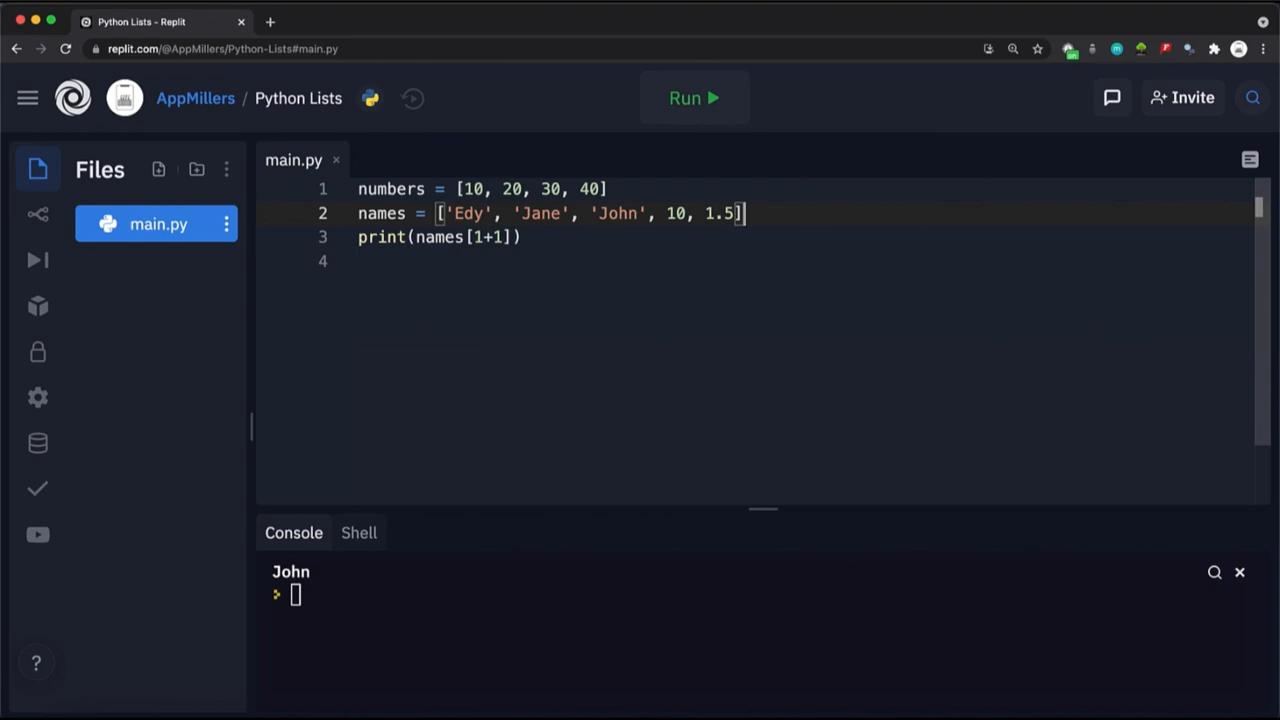 Python Lists - Replit
replit.com/@AppMillers/Python-Lists#main.py
on
AppMillers / Python Lists
Run
Invite
Files
main.py
main.py
1 numbers = [10, 20, 30, 40]
2 names = ['Edy', 'Jane', 'John', 10, 1.5]
3 print(names[1+1])
4
Console
Shell
John
?